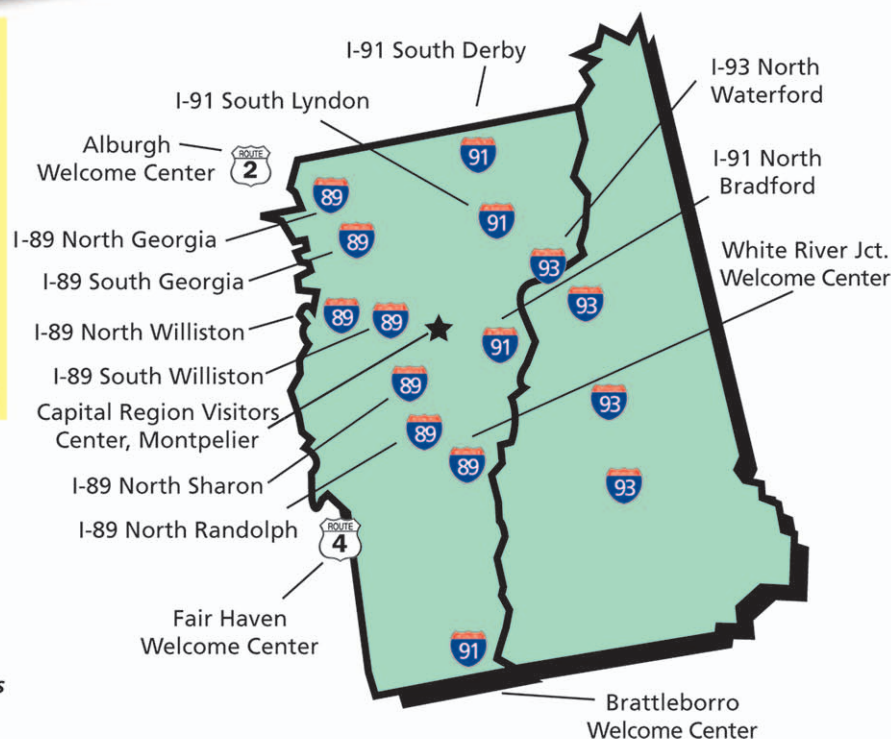 I-91 South Derby
I-91 South Lyndon
I-93 North
Waterford
Alburgh
Welcome Center
ROUTE
2
I-91 North
Bradford
I-89 North Georgia
I-89 South Georgia
White River Jct.
Welcome Center
I-89 North Williston
I-89 South Williston
Capital Region Visitors
Center, Montpelier
I-89 North Sharon
I-89 North Randolph
ROUTE
4
Fair Haven
Welcome Center
Brattleborro
Welcome Center
91
89
91
89
93
93
89
89
91
89
93
89
89
93
91
s